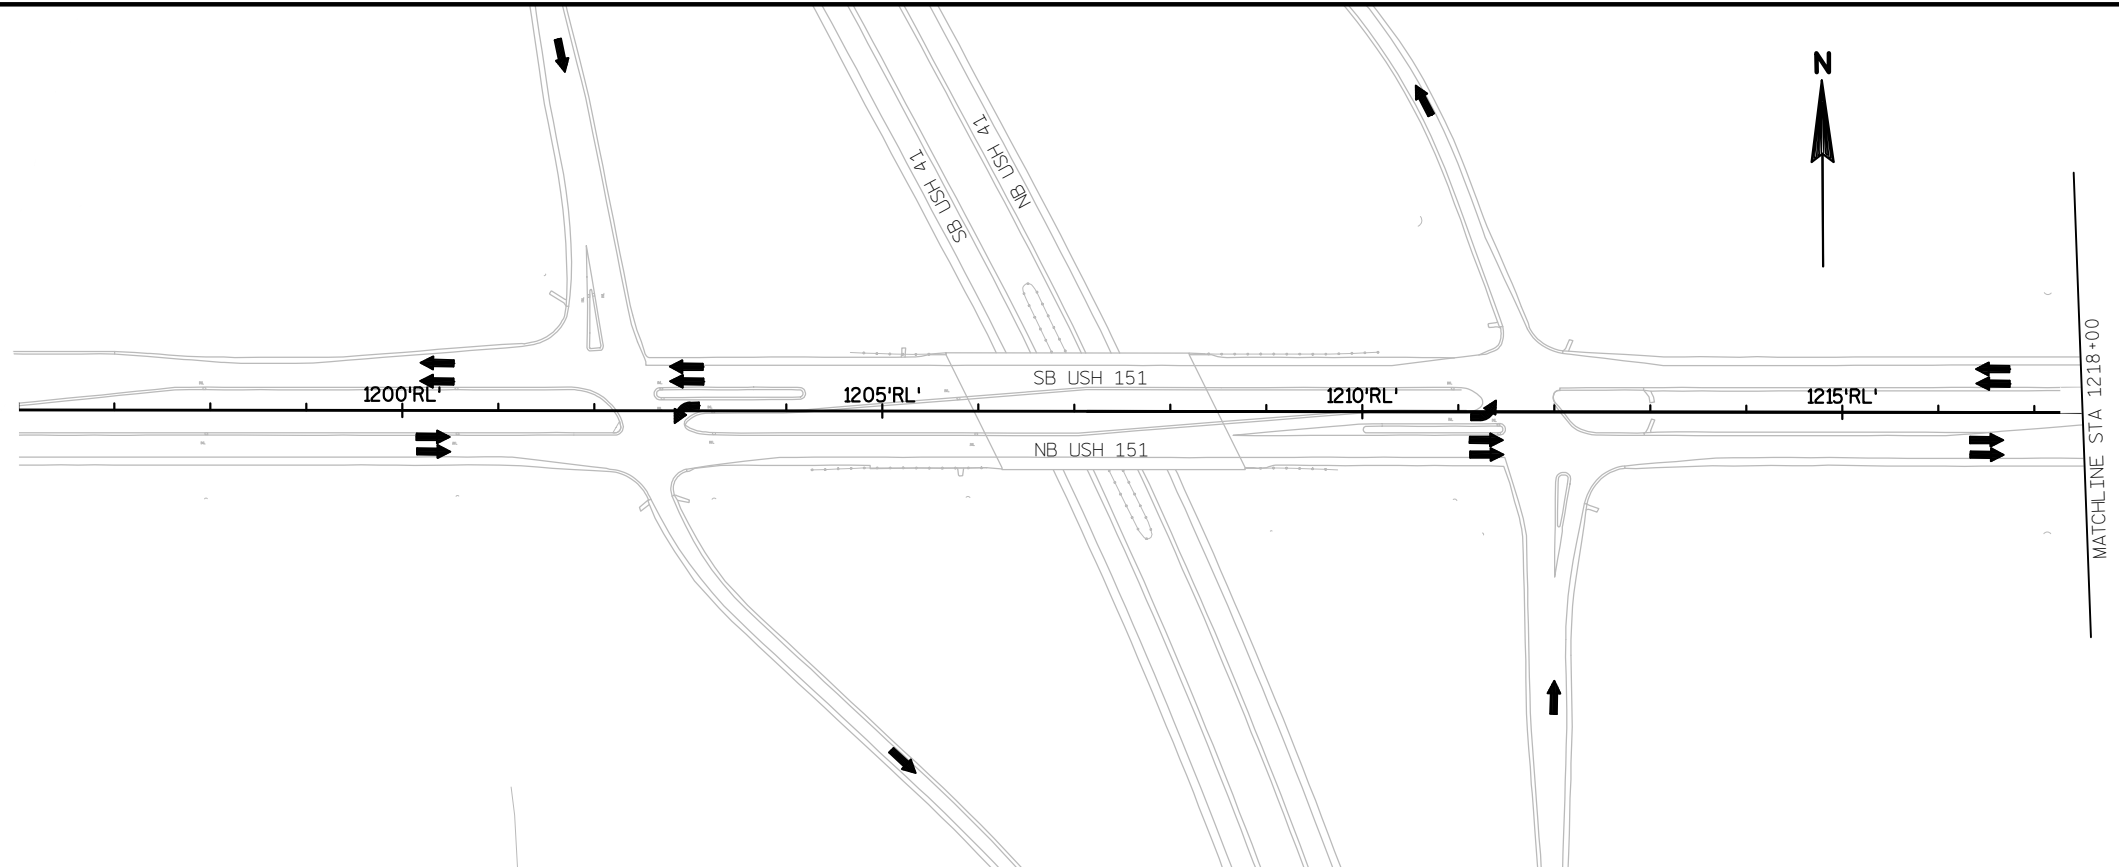 N
NB USH 41
SB USH 41
MATCHLINE STA 1218+00
SB USH 151
1200'RL'
1205'RL'
1210'RL'
1215'RL'
NB USH 151